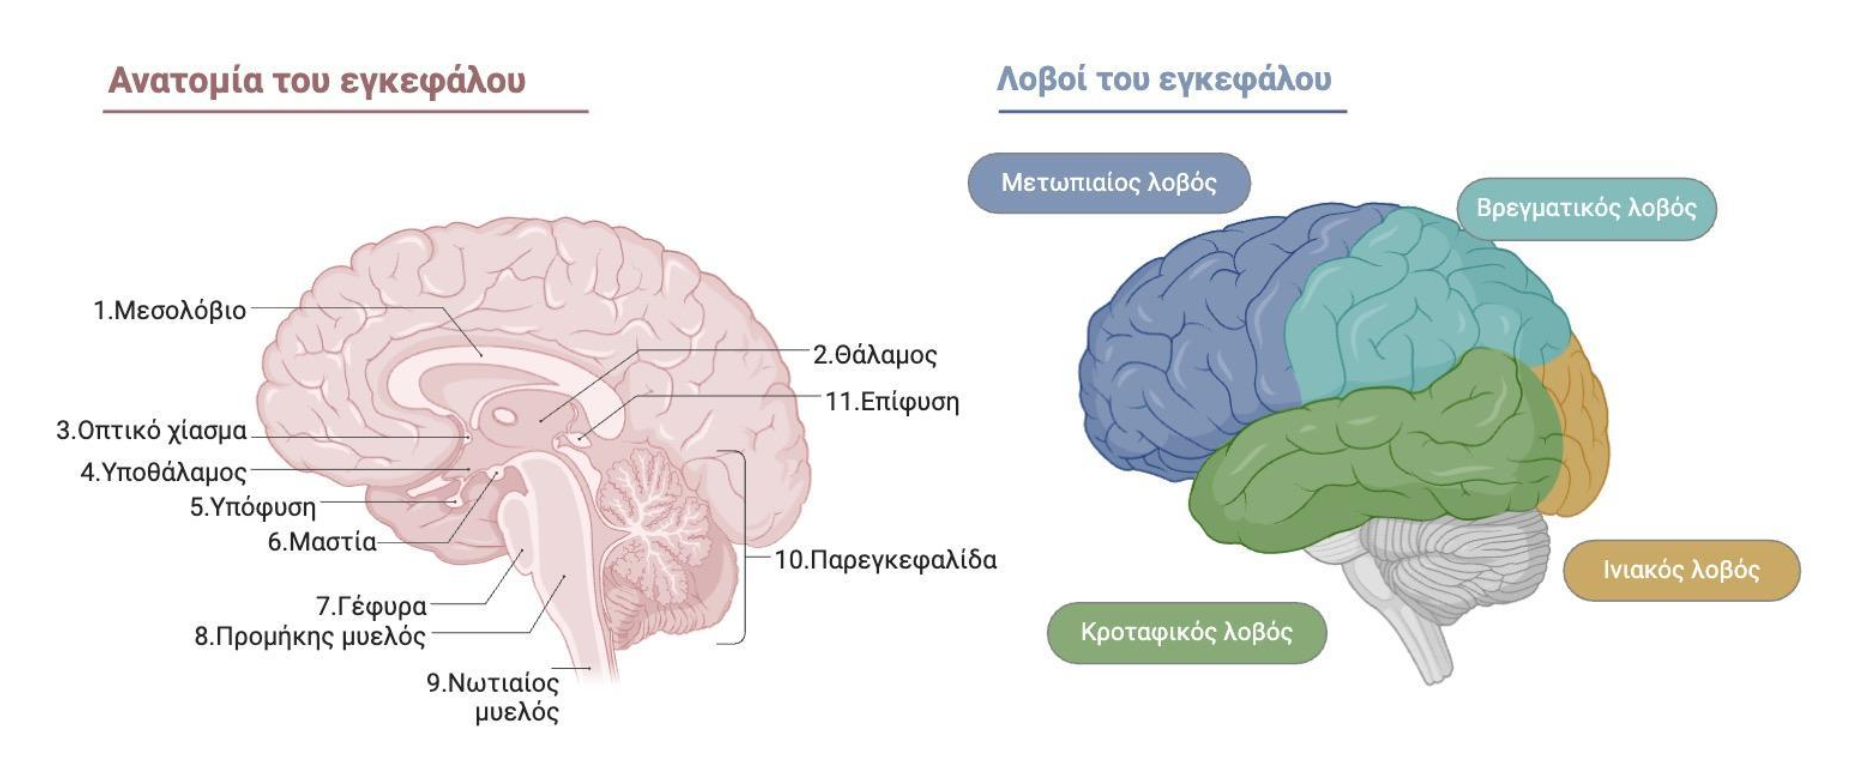 Ανατομία του εγκεφάλου
1.Μεσολόβιο
2.Θάλαμος
11.Επίφυση
3.Οπτικό χίασμα
4.Υποθάλαμος
5.Υπόφυση
6.Μαστία
10.Παρεγκεφαλίδα
7.Γέφυρα
8.Προμήκης μυελός
9.Νωτιαίος
μυελός
Λοβοί του εγκεφάλου
Μετωπιαίος λοβός
Βρεγματικός λοβός
Ινιακός λοβός
Κροταφικός λοβός